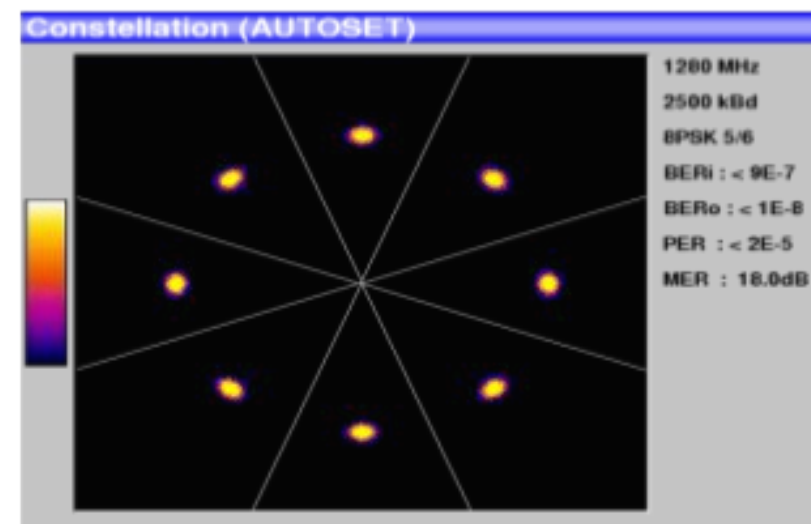 Constellation (AUTOSET)
1280 MHz
2500 kBd
8PSK 5/6
BERi : < 9E-7
BERo : < 1E-8
PER : < 2E-5
MER : 18.0dB